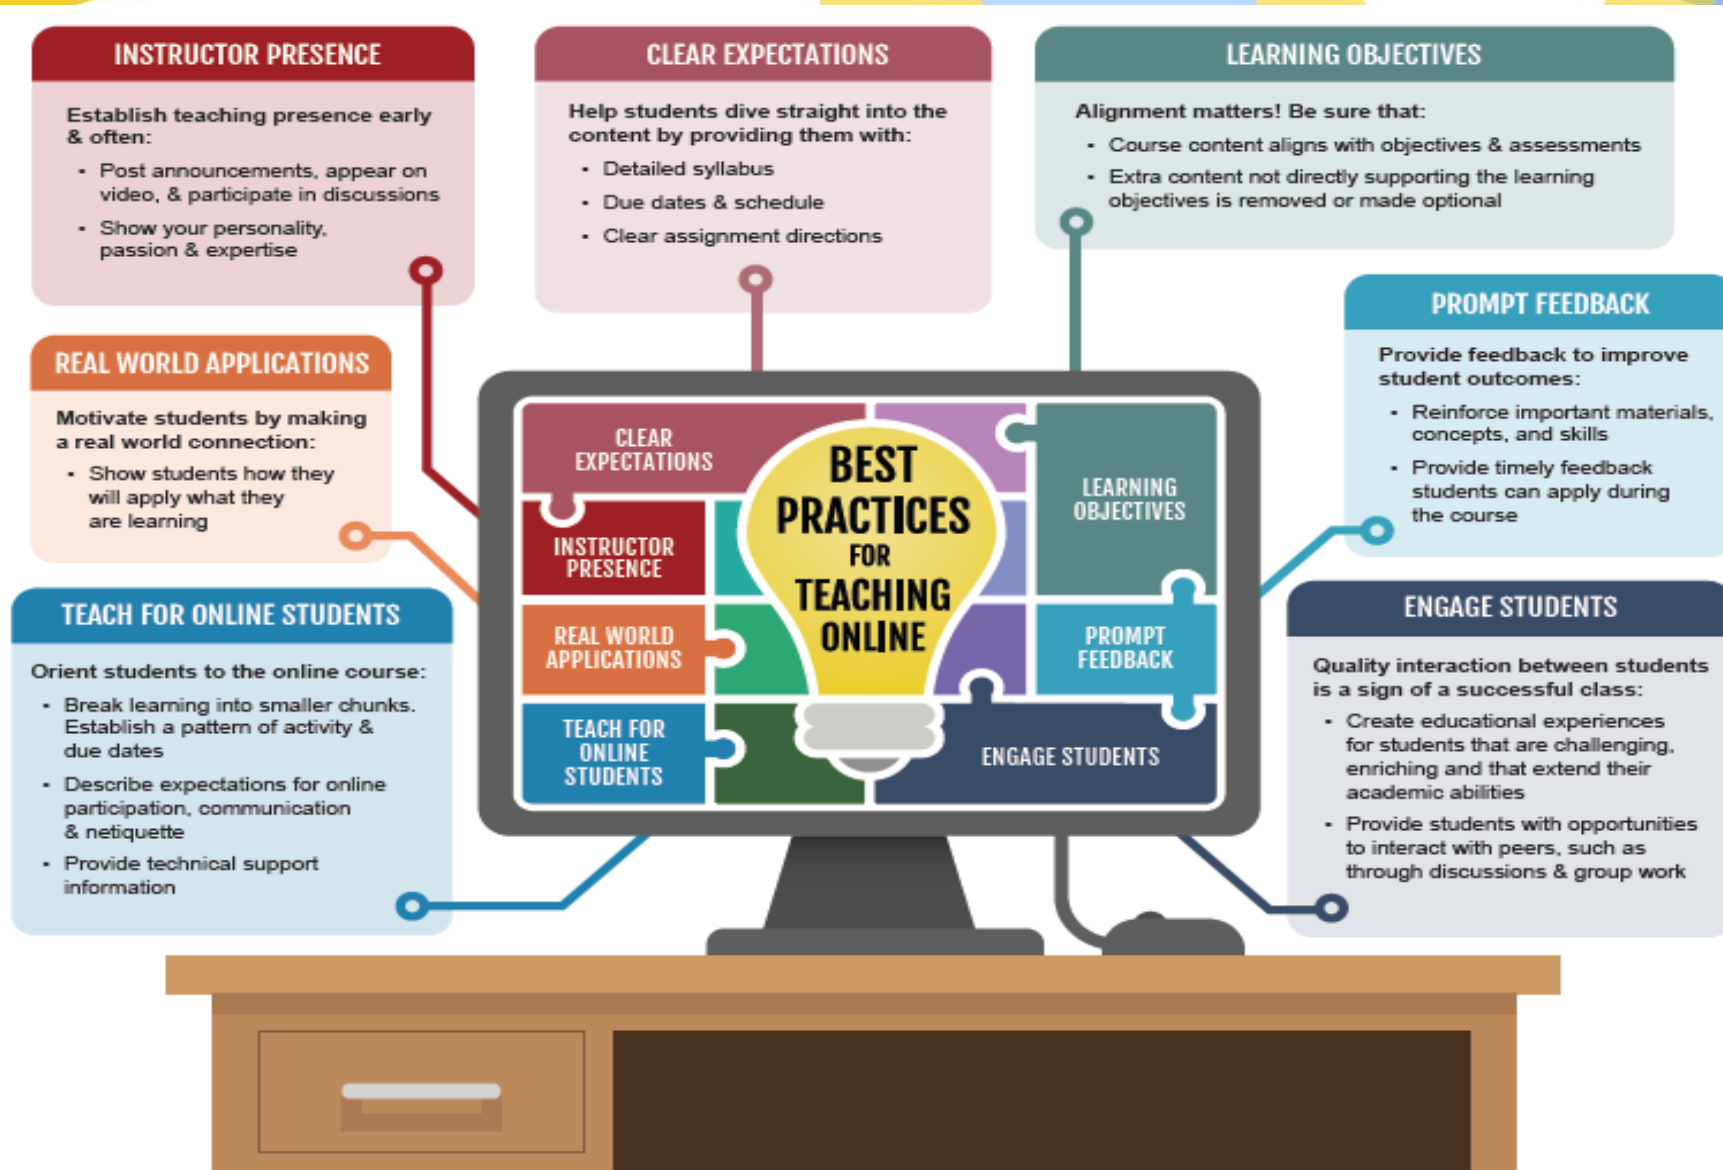 INSTRUCTOR PRESENCE
Establish teaching presence early
& often:
▪ Post announcements, appear on
video, & participate in discussions
▪ Show your personality,
passion & expertise
CLEAR EXPECTATIONS
Help students dive straight into the
content by providing them with:
▪ Detailed syllabus
▪ Due dates & schedule
▪ Clear assignment directions
LEARNING OBJECTIVES
Alignment matters! Be sure that:
▪ Course content aligns with objectives & assessments
▪ Extra content not directly supporting the learning
objectives is removed or made optional
REAL WORLD APPLICATIONS
Motivate students by making
a real world connection:
▪ Show students how they
will apply what they
are learning
PROMPT FEEDBACK
Provide feedback to improve
student outcomes:
▪ Reinforce important materials,
concepts, and skills
▪ Provide timely feedback
students can apply during
the course
TEACH FOR ONLINE STUDENTS
Orient students to the online course:
▪ Break learning into smaller chunks.
Establish a pattern of activity &
due dates
▪ Describe expectations for online
participation, communication
& netiquette
▪ Provide technical support
information
ENGAGE STUDENTS
Quality interaction between students
is a sign of a successful class:
▪ Create educational experiences
for students that are challenging,
enriching and that extend their
academic abilities
▪ Provide students with opportunities
to interact with peers, such as
through discussions & group work
CLEAR
EXPECTATIONS
INSTRUCTOR
PRESENCE
REAL WORLD
APPLICATIONS
TEACH FOR
ONLINE
STUDENTS
BEST
PRACTICES
FOR
TEACHING
ONLINE
LEARNING
OBJECTIVES
PROMPT
FEEDBACK
ENGAGE STUDENTS